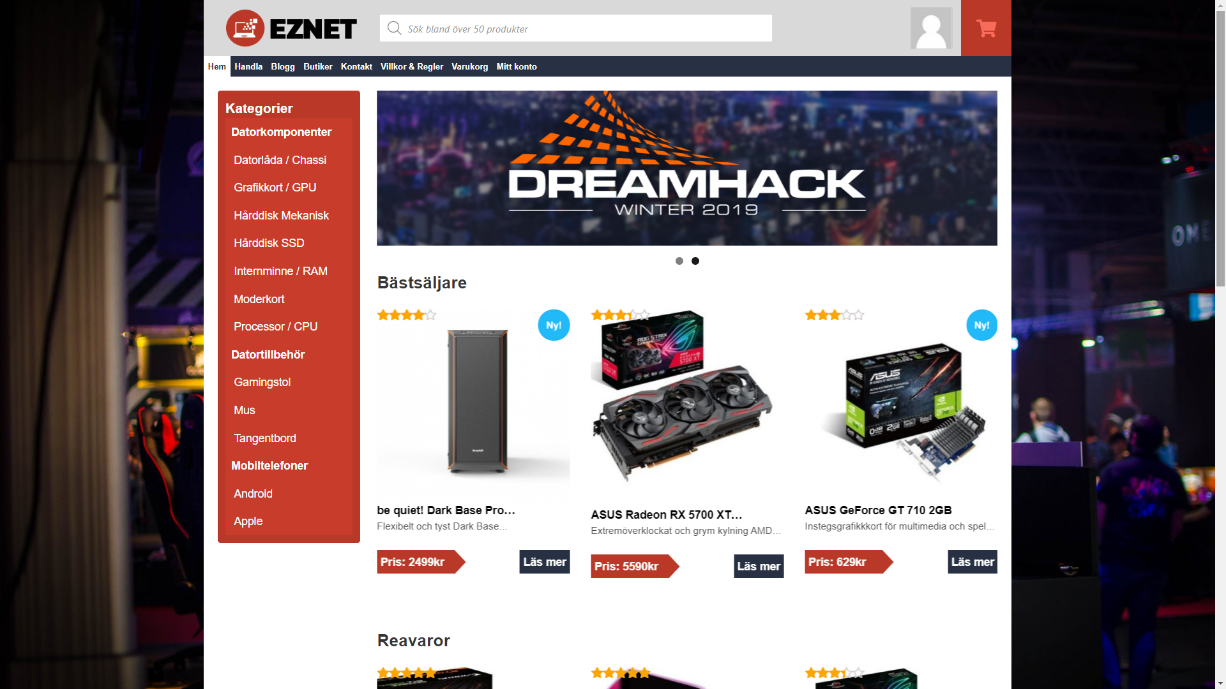 EZNET
Sök bland över 50 produkter
Hem Handla Blogg Butiker Kontakt Villkor & Regler Varukorg Mitt konto
Kategorier
Datorkomponenter
Datorlåda / Chassi
Grafikkort / GPU
Hårddisk Mekanisk
Hårddisk SSD
Internminne / RAM
Moderkort
Processor / CPU
Datortillbehör
Gamingstol
Mus
Tangentbord
Mobiltelefoner
Android
Apple
DREAMHACK
WINTER 2019
Bästsäljare
Ny!
Ny!
ASUS
be quiet! Dark Base Pro...
Flexibelt och tyst Dark Base...
Pris: 2499kr
Läs mer
ASUS Radeon RX 5700 XT...
Extremöverklockat och grym kylning AMD...
Pris: 5590kr
Läs mer
ASUS GeForce GT 710 2GB
Instegsgrafikkkort för multimedia och spel...
Pris: 629kr
Läs mer
Reavaror